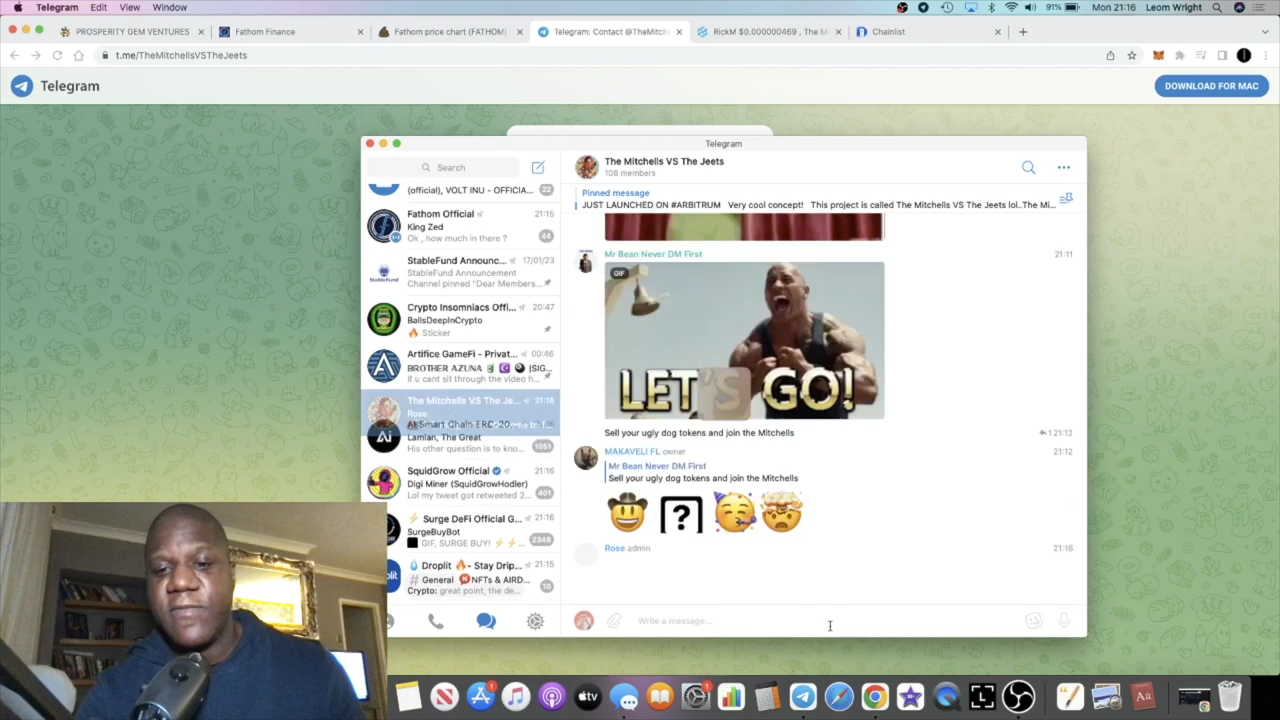 Telegram Edit View Window
91% Mon 21:16 Leom Wright
PROSPERITY GEM VENTURES
Fathom Finance
Fathom price chart (FATHOM)
Telegram: Contact @TheMitch
RickM $0.000000469 , The M
Chainlist
t.me/TheMitchellsVSTheJeets
Telegram
DOWNLOAD FOR MAC
Telegram
Search
(official), VOLT INU - OFFICIA...
22
Fathom Official 21:15
King Zed
Ok , how much in there ? 44
StableFund Announc... 17/01/23
StableFund Announcement
Channel pinned "Dear Members...
Crypto Insomniacs Offi... 20:47
BallsDeepInCrypto
🔥 Sticker
Artifice GameFi - Privat... 00:46
BROTHER AZUNA |SIG...
if u cant sit through the video h...
The Mitchells VS The Je... 21:16
Rose
AI Smart Chain ERC-20
Lamlan, The Great
His other question is to kno... 1051
SquidGrow Official 21:16
Digi Miner (SquidGrowHodler)
Lol my tweet got retweeted 2... 401
⚡ Surge DeFi Official G... 21:16
SurgeBuyBot
GIF, SURGE BUY! ⚡ ⚡... 2348
💧 Droplit 🔥- Stay Drip... 21:15
# General NFTs & AIRD...
Crypto: great point, the de... 10
The Mitchells VS The Jeets
108 members
Pinned message
JUST LAUNCHED ON #ARBITRUM Very cool concept! This project is called The Mitchells VS The Jeets lol..The Mi...
Mr Bean Never DM First 21:11
GIF
LET'S GO!
Sell your ugly dog tokens and join the Mitchells 1 21:12
MAKAVELI FL owner 21:12
Mr Bean Never DM First
Sell your ugly dog tokens and join the Mitchells
Rose admin 21:16
Write a message...